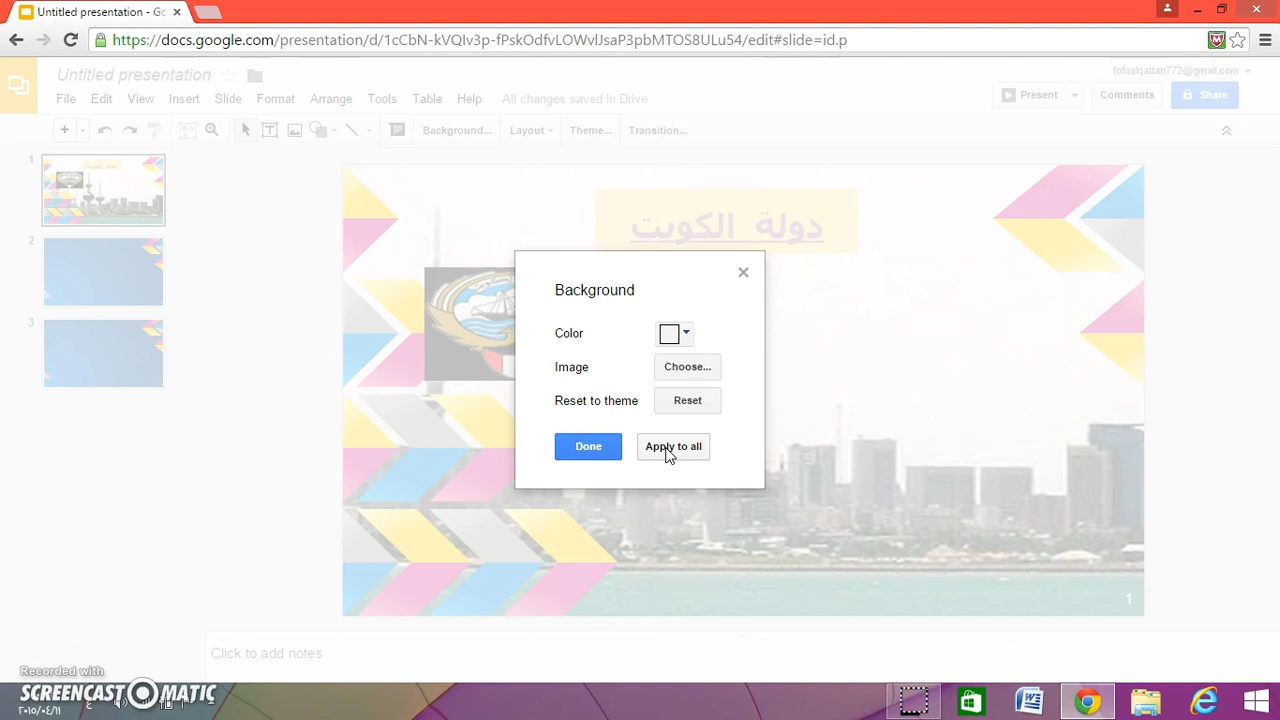 Untitled presentation - Go
https://docs.google.com/presentation/d/1cCbN-kVQIv3p-fPskOdfvLOWvlJsaP3pbMTOS8ULu54/edit#slide=id.p
Untitled presentation
fofoalqattan772@gmail.com
File Edit View Insert Slide Format Arrange Tools Table Help All changes saved in Drive
Present Comments Share
Background... Layout Theme... Transition...
1
2
3
دولة الكويت
Background
Color
Image Choose...
Reset to theme Reset
Done Apply to all
1
Click to add notes
Recorded with
SCREENCAST MATIC
٢٠١٥/٠٤/١١